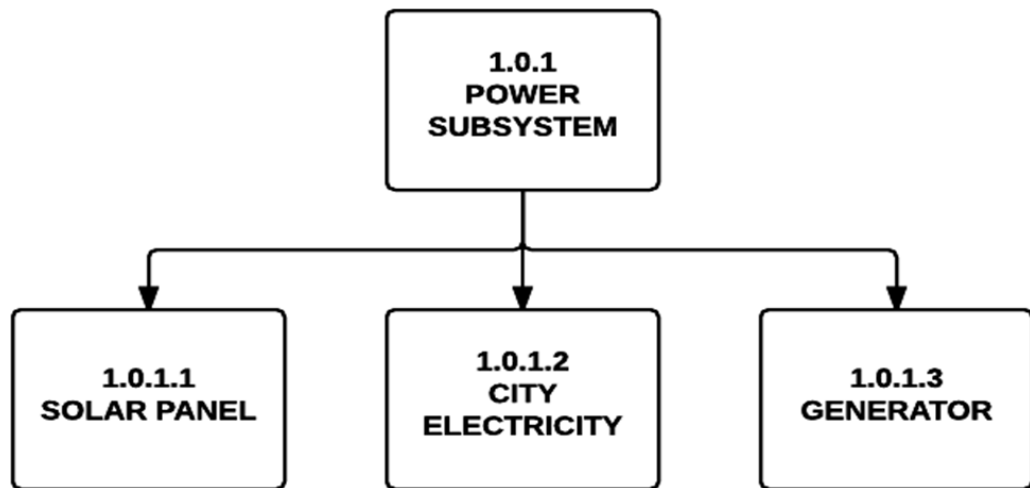 1.0.1
POWER
SUBSYSTEM
1.0.1.1
SOLAR PANEL
1.0.1.2
CITY
ELECTRICITY
1.0.1.3
GENERATOR